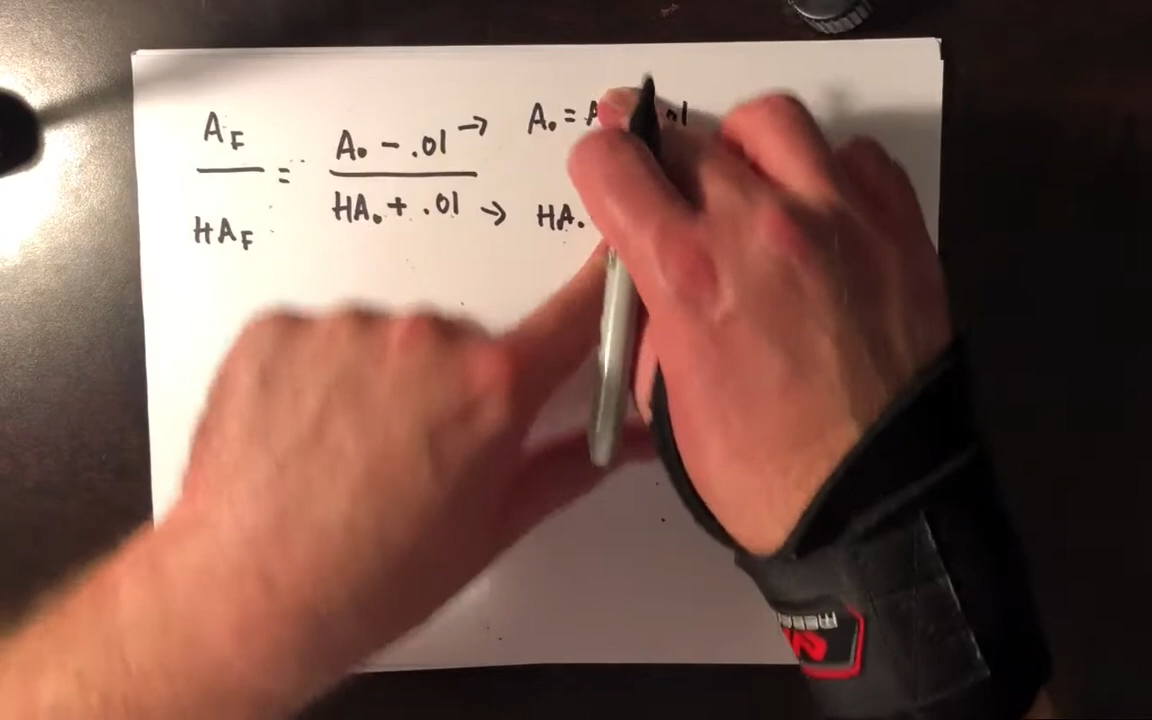 A_F / HA_F = A₀ - .01 / HA₀ + .01
→ A₀ =
→ HA₀